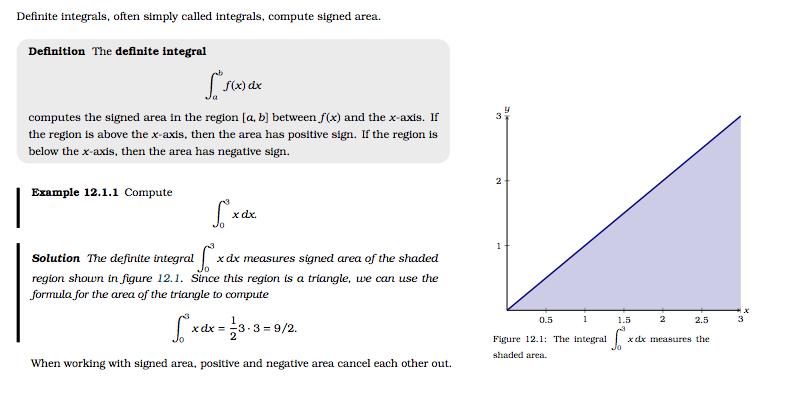 Definite integrals, often simply called integrals, compute signed area.
Definition The definite integral
∫_a^b f(x) dx
computes the signed area in the region [a, b] between f(x) and the x-axis. If
the region is above the x-axis, then the area has positive sign. If the region is
below the x-axis, then the area has negative sign.
Example 12.1.1 Compute
∫_0^3 x dx.
Solution The definite integral ∫_0^3 x dx measures signed area of the shaded
region shown in figure 12.1. Since this region is a triangle, we can use the
formula for the area of the triangle to compute
∫_0^3 x dx = 1/2 3 · 3 = 9/2.
When working with signed area, positive and negative area cancel each other out.
y
3
2
1
0.5 1 1.5 2 2.5 3
x
Figure 12.1: The integral ∫_0^3 x dx measures the
shaded area.